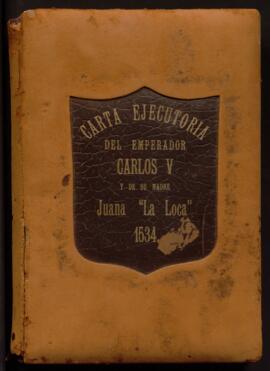 CARTA EJECUTORIA
DEL EMPERADOR
CARLOS V
Y DE SU MADRE
Juana "La Loca"
1534